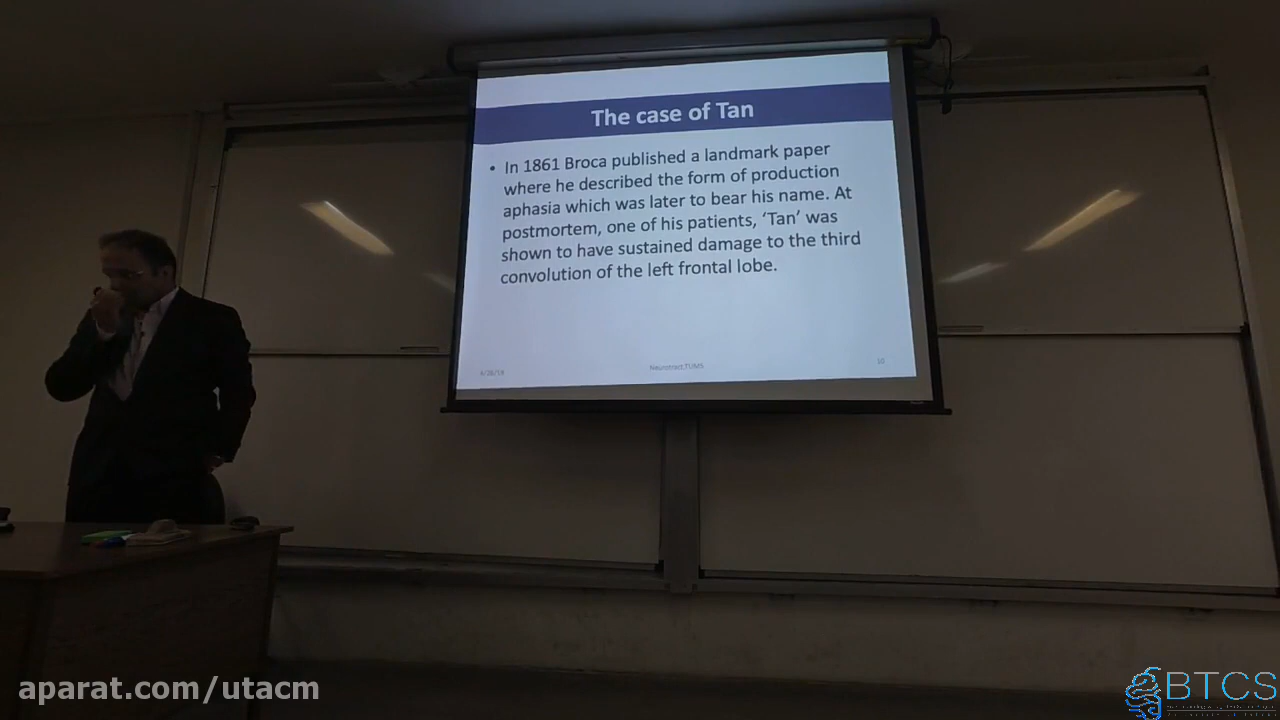 The case of Tan
• In 1861 Broca published a landmark paper
where he described the form of production
aphasia which was later to bear his name. At
postmortem, one of his patients, ‘Tan’ was
shown to have sustained damage to the third
convolution of the left frontal lobe.
Neurotract.TUMS
10
aparat.com/utacm
BTCS